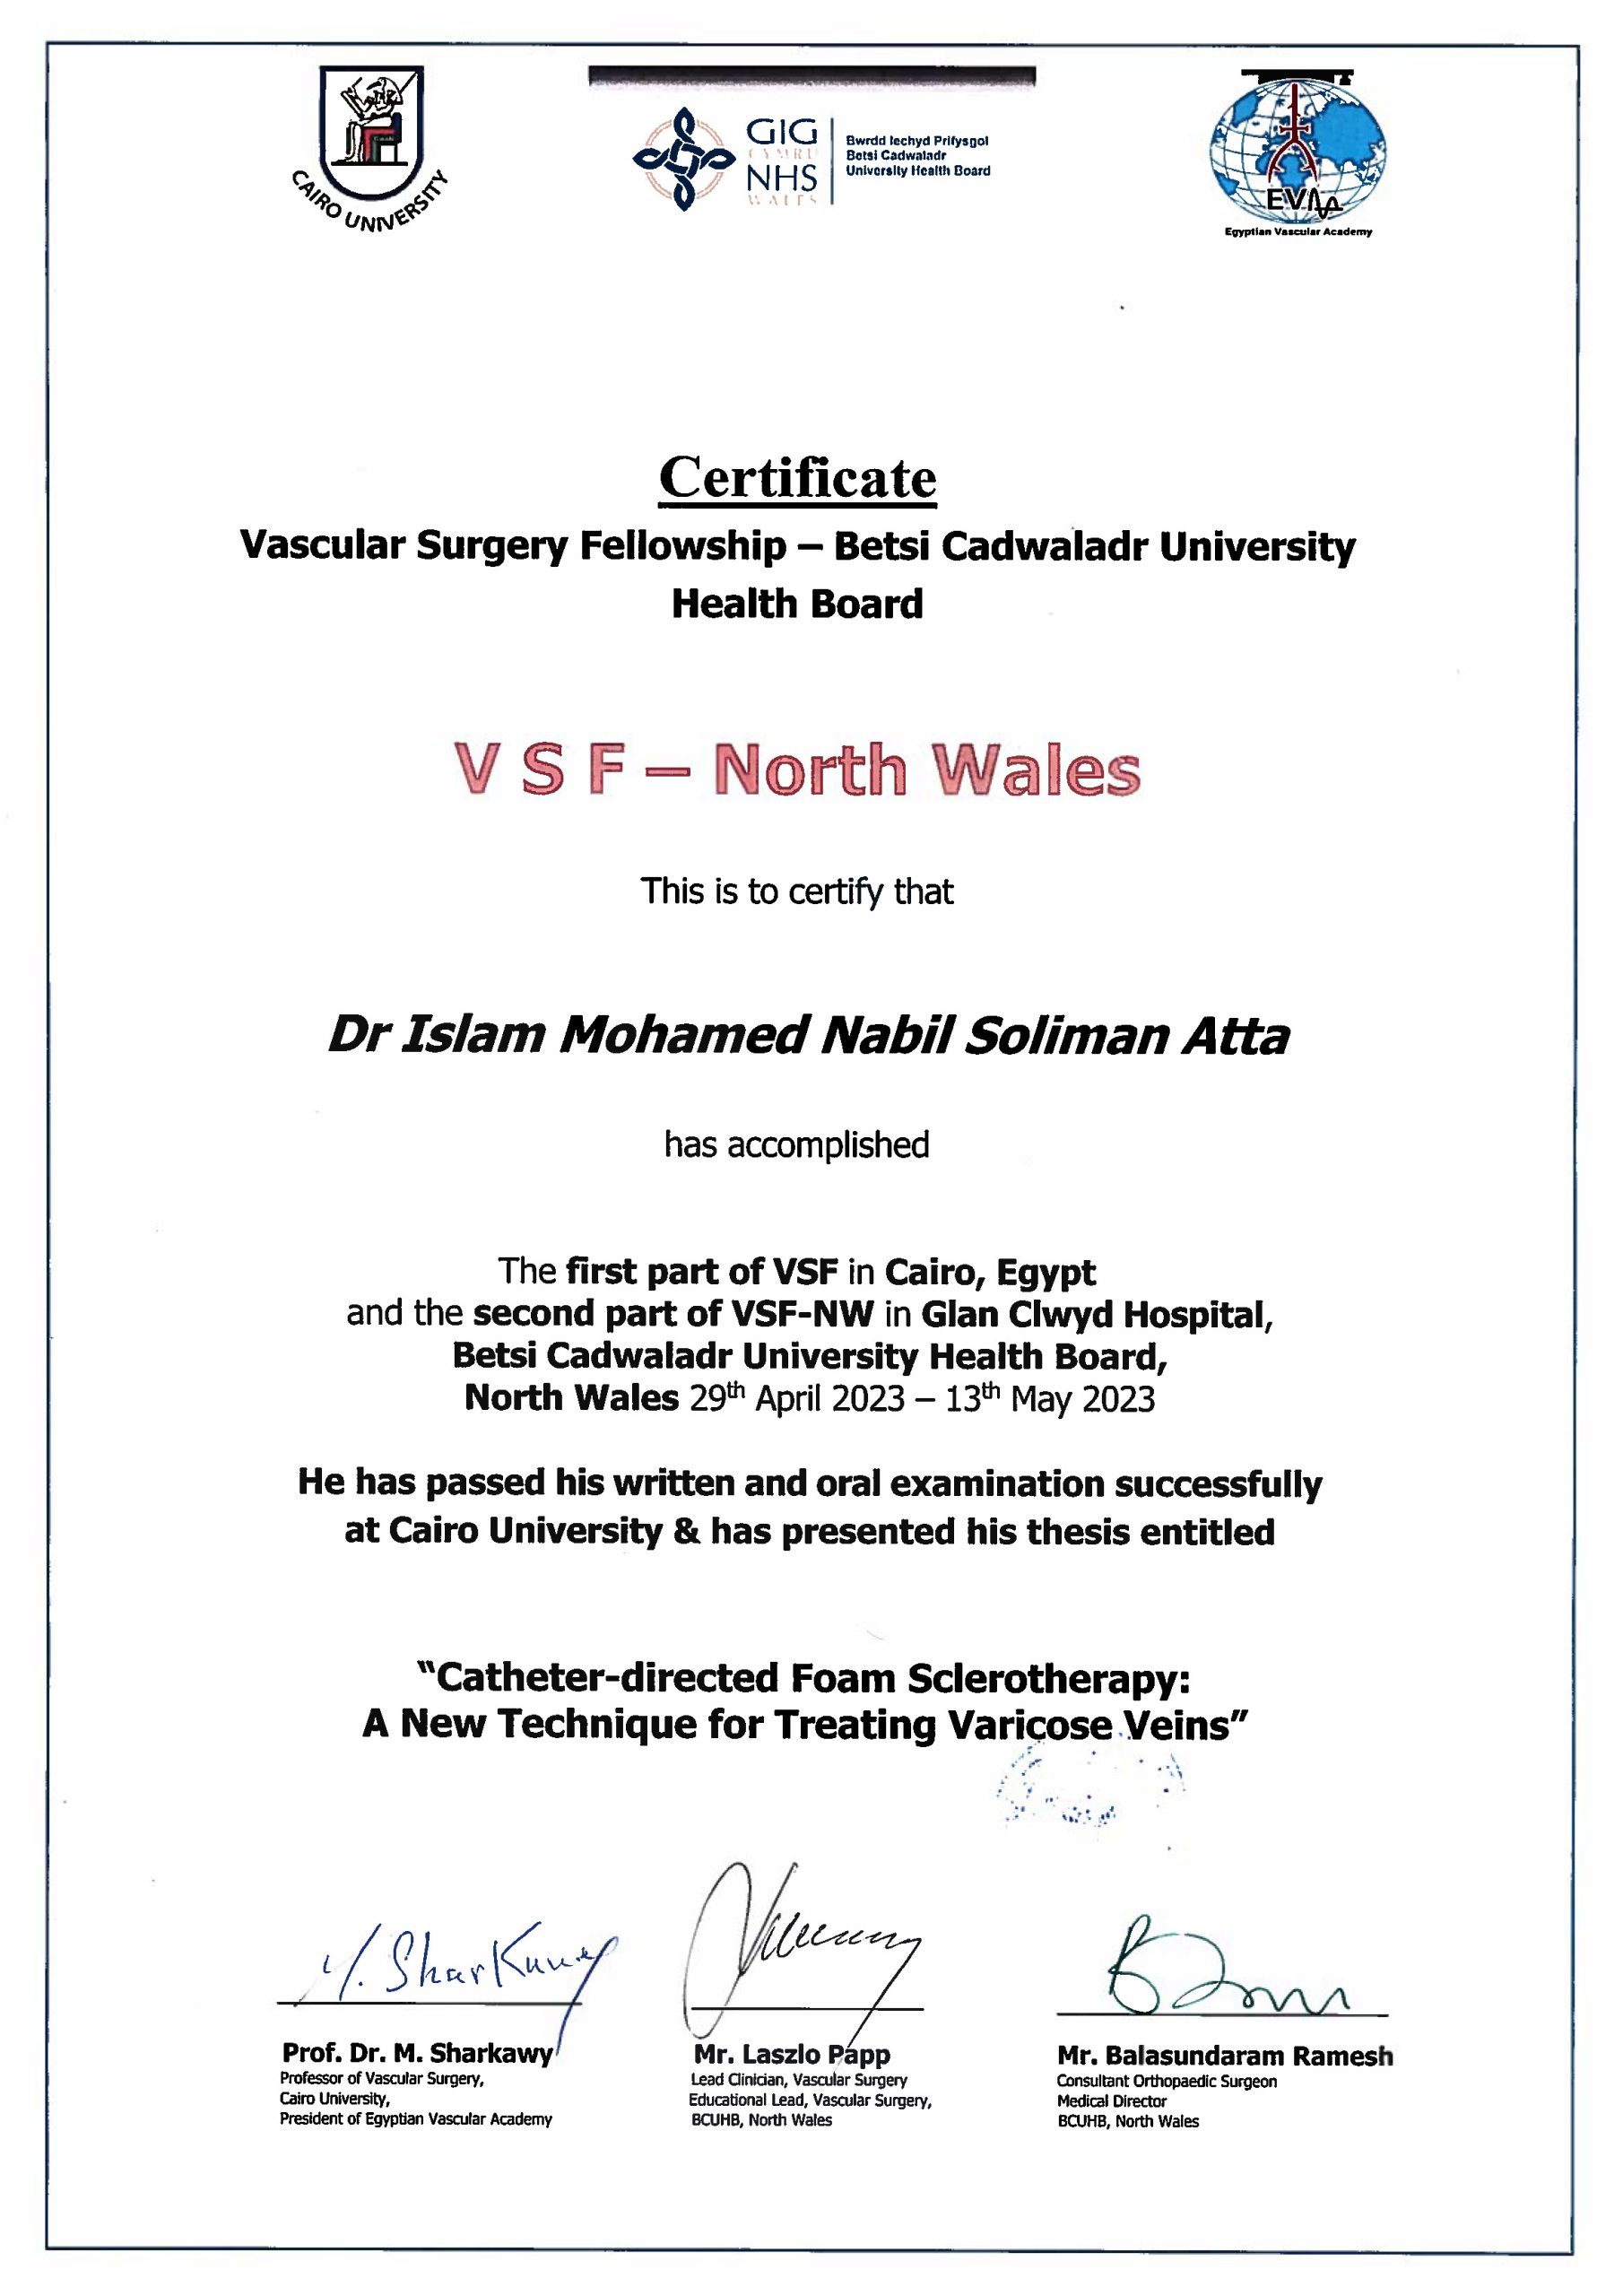 CAIRO UNIVERSITY
GIG
CYMRU
NHS
WALES
Bwrdd Iechyd Prifysgol
Betsi Cadwaladr
University Health Board
EVA
Egyptian Vascular Academy
Certificate
Vascular Surgery Fellowship – Betsi Cadwaladr University
Health Board
V S F – North Wales
This is to certify that
Dr Islam Mohamed Nabil Soliman Atta
has accomplished
The first part of VSF in Cairo, Egypt
and the second part of VSF-NW in Glan Clwyd Hospital,
Betsi Cadwaladr University Health Board,
North Wales 29th April 2023 – 13th May 2023
He has passed his written and oral examination successfully
at Cairo University & has presented his thesis entitled
"Catheter-directed Foam Sclerotherapy:
A New Technique for Treating Varicose Veins"
Prof. Dr. M. Sharkawy
Professor of Vascular Surgery,
Cairo University,
President of Egyptian Vascular Academy
Mr. Laszlo Papp
Lead Clinician, Vascular Surgery
Educational Lead, Vascular Surgery,
BCUHB, North Wales
Mr. Balasundaram Ramesh
Consultant Orthopaedic Surgeon
Medical Director
BCUHB, North Wales